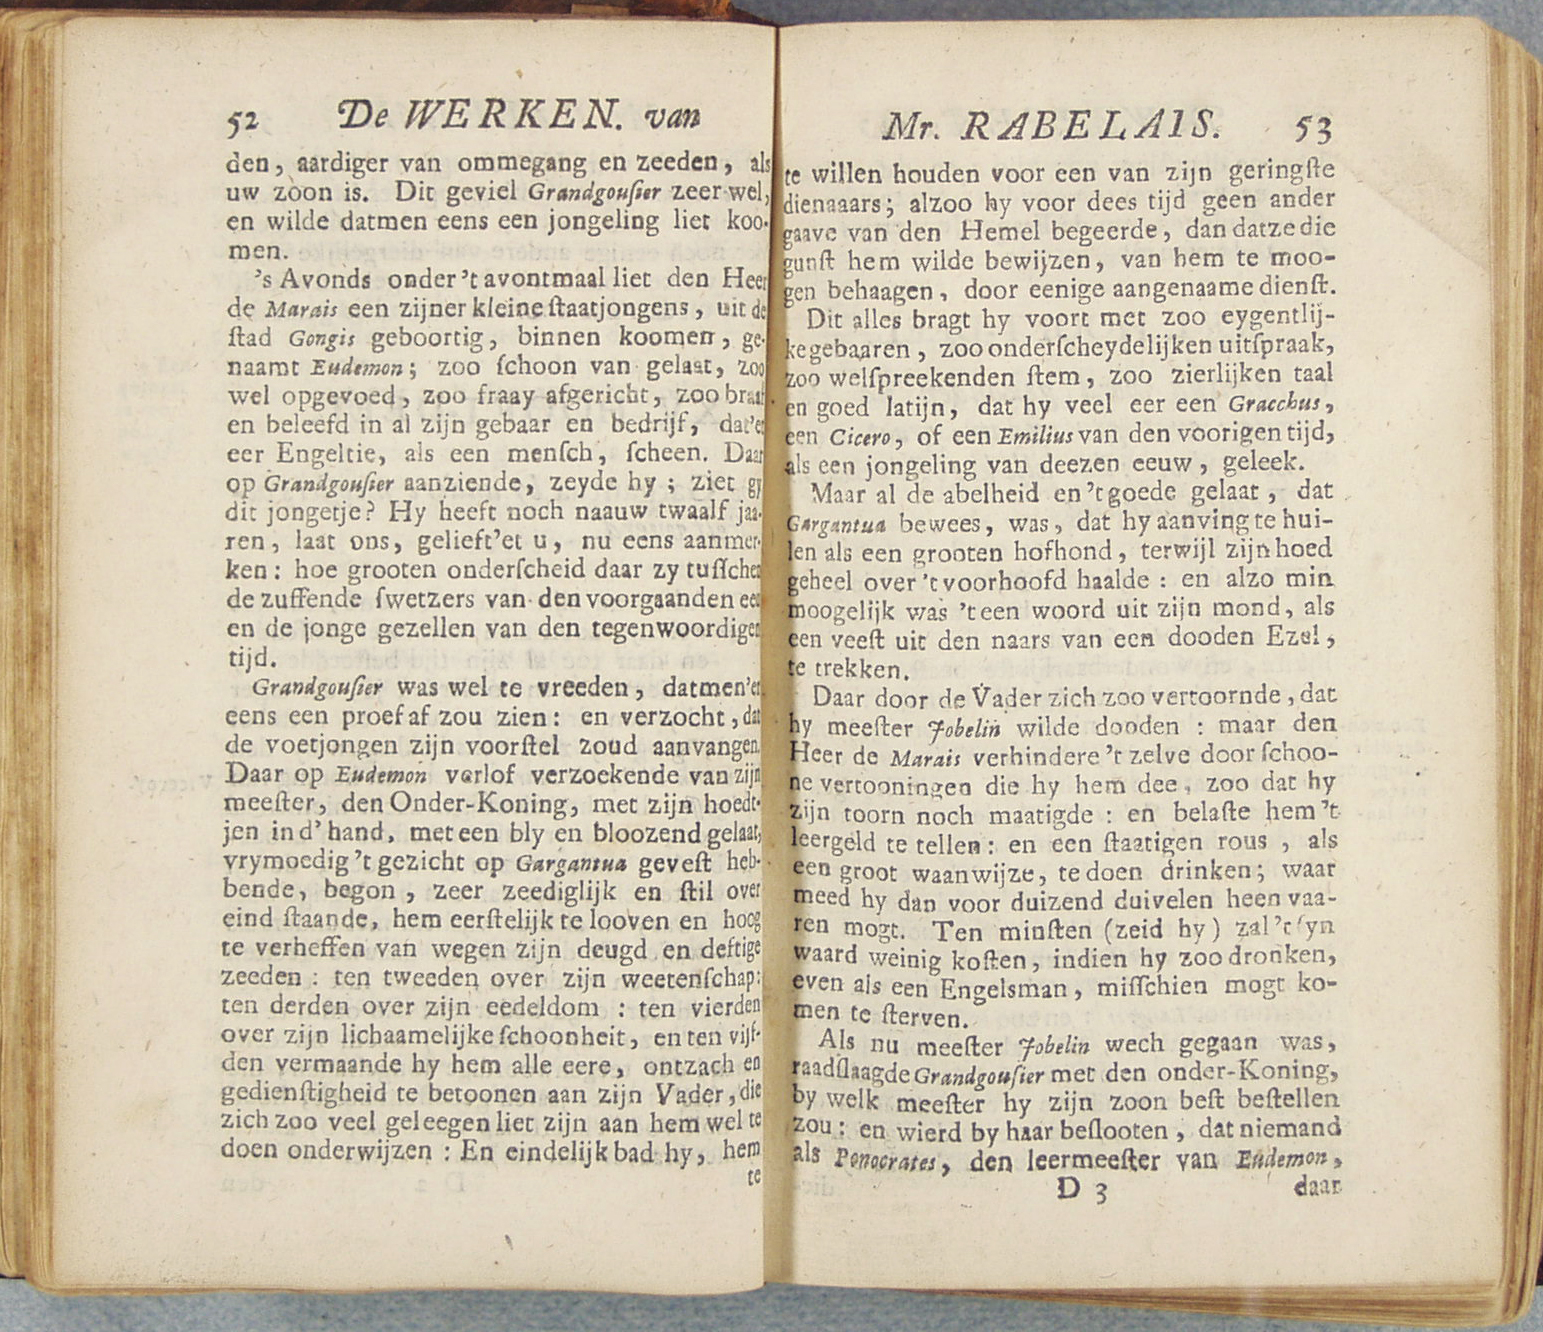 52 De WERKEN. van
den, aardiger van ommegang en zeeden, als
uw zoon is. Dit geviel Grandgouſier zeer wel,
en wilde datmen eens een jongeling liet koo-
men.
's Avonds onder 't avontmaal liet den Heer
de Marais een zijner kleine ſtaatjongens, uit de
ſtad Gongis geboortig, binnen koomen, ge-
naamt Eudemon; zoo ſchoon van gelaat, zoo
wel opgevoed, zoo fraay afgericht, zoo
en beleefd in al zijn gebaar en bedrijf, dat'er
eer Engeltie, als een menſch, ſcheen. Daar
op Grandgouſier aanziende, zeyde hy; ziet gy
dit jongetje? Hy heeft noch naauw twaalf jaa-
ren, laat ons, gelieft'et u, nu eens aanmer-
ken: hoe grooten onderſcheid daar zy tuſſchen
de zuffende ſwetzers van den voorgaanden een
en de jonge gezellen van den tegenwoordigen
tijd.
Grandgouſier was wel te vreeden, datmen'er
eens een proef af zou zien: en verzocht, dat
de voetjongen zijn voorſtel zoud aanvangen.
Daar op Eudemon verlof verzoekende van zijn
meeſter, den Onder-Koning, met zijn hoedt-
jen in d'hand, met een bly en bloozend gelaat,
vrymoedig 't gezicht op Gargantua geveſt heb-
bende, begon, zeer zeediglijk en ſtil over
eind ſtaande, hem eerſtelijk te looven en hoog
te verheffen van wegen zijn deugd en deftige
zeeden: ten tweeden over zijn weetenſchap:
ten derden over zijn eedeldom: ten vierden
over zijn lichaamelijke ſchoonheit, en ten vijf-
den vermaande hy hem alle eere, ontzach en
gedienſtigheid te betoonen aan zijn Vader, die
zich zoo veel geleegen liet zijn aan hem wel te
doen onderwijzen: En eindelijk bad hy, hem
te
Mr. RABELAIS. 53
te willen houden voor een van zijn geringſte
dienaaars; alzoo hy voor dees tijd geen ander
gaave van den Hemel begeerde, dan datze die
gunſt hem wilde bewijzen, van hem te moo-
gen behaagen, door eenige aangenaame dienſt.
Dit alles bragt hy voort met zoo eygentlij-
ke gebaaren, zoo onderſcheydelijken uitſpraak,
zoo welſpreekenden ſtem, zoo zierlijken taal
en goed latijn, dat hy veel eer een Gracchus,
een Cicero, of een Emilius van den voorigen tijd,
als een jongeling van deezen eeuw, geleek.
Maar al de abelheid en 't goede gelaat, dat
Gargantua bewees, was, dat hy aanving te hui-
len als een grooten hofhond, terwijl zijn hoed
geheel over 't voorhoofd haalde: en alzo min
moogelijk was 't een woord uit zijn mond, als
een veeſt uit den naars van een dooden Ezel,
te trekken.
Daar door de Vader zich zoo vertoornde, dat
hy meeſter Jobelin wilde dooden: maar den
Heer de Marais verhindere 't zelve door ſchoo-
ne vertooningen die hy hem dee, zoo dat hy
zijn toorn noch maatigde: en belaſte hem 't
leergeld te tellen: en een ſtaatigen rous, als
een groot waanwijze, te doen drinken; waar
meed hy dan voor duizend duivelen heen vaa-
ren mogt. Ten minſten (zeid hy) zal 't ſyn
waard weinig koſten, indien hy zoo dronken,
even als een Engelsman, miſſchien mogt ko-
men te ſterven.
Als nu meeſter Jobelin wech gegaan was,
raadſlaagde Grandgouſier met den onder-Koning,
by welk meeſter hy zijn zoon beſt beſtellen
zou: en wierd by haar beſlooten, dat niemand
als Ponocrates, den leermeeſter van Eudemon,
D 3 daar